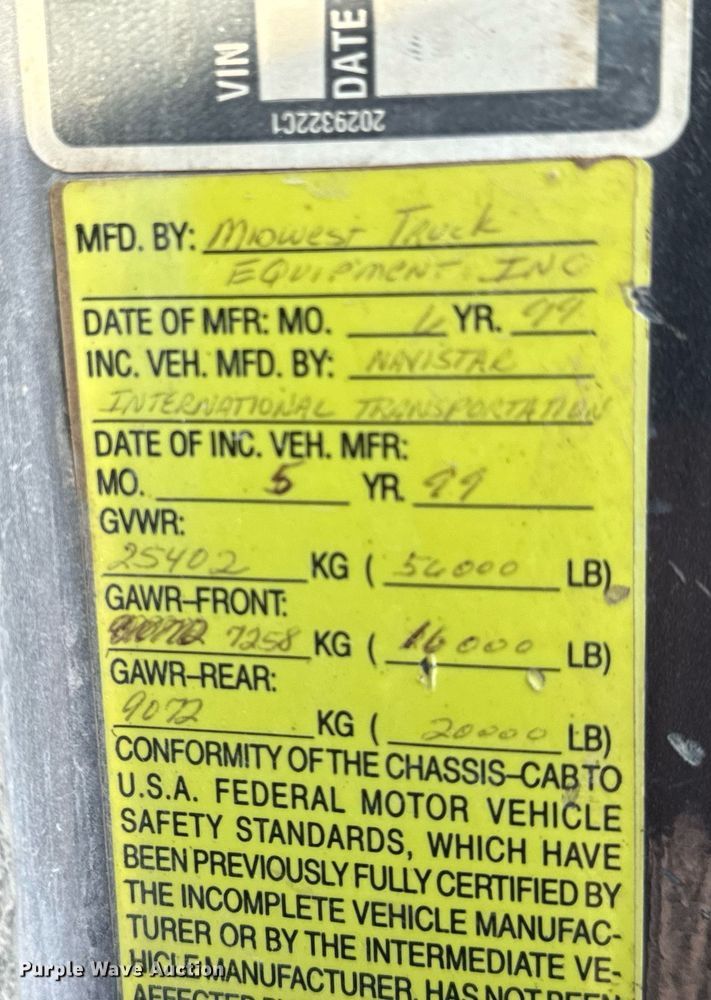 VIN
DATE
2029322C1
MFD. BY: MIDWEST TRUCK
EQUIPMENT INC
DATE OF MFR: MO. 6 YR. 99
INC. VEH. MFD. BY: NAVISTAR
INTERNATIONAL TRANSPORTATION
DATE OF INC. VEH. MFR:
MO. 5 YR. 99
GVWR:
25402 KG ( 56000 LB)
GAWR-FRONT:
7258 KG ( 16000 LB)
GAWR-REAR:
9072 KG ( 20000 LB)
CONFORMITY OF THE CHASSIS-CAB TO
U.S.A. FEDERAL MOTOR VEHICLE
SAFETY STANDARDS, WHICH HAVE
BEEN PREVIOUSLY FULLY CERTIFIED BY
THE INCOMPLETE VEHICLE MANUFAC-
TURER OR BY THE INTERMEDIATE VE-
HICLE MANUFACTURER, HAS NOT BEEN
AFFECTED
Purple Wave Auction